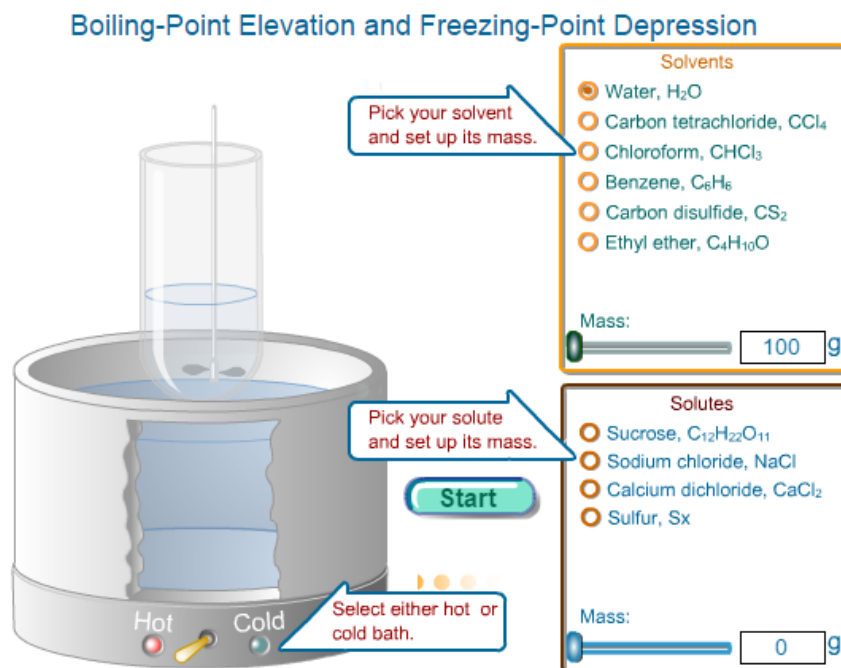 Boiling-Point Elevation and Freezing-Point Depression
Solvents
Pick your solvent
and set up its mass.
Water, H₂O
Carbon tetrachloride, CCl₄
Chloroform, CHCl₃
Benzene, C₆H₆
Carbon disulfide, CS₂
Ethyl ether, C₄H₁₀O
Mass:
100 g
Solutes
Pick your solute
and set up its mass.
Sucrose, C₁₂H₂₂O₁₁
Sodium chloride, NaCl
Calcium dichloride, CaCl₂
Sulfur, Sx
Start
Hot Cold
Select either hot or
cold bath.
Mass:
0 g